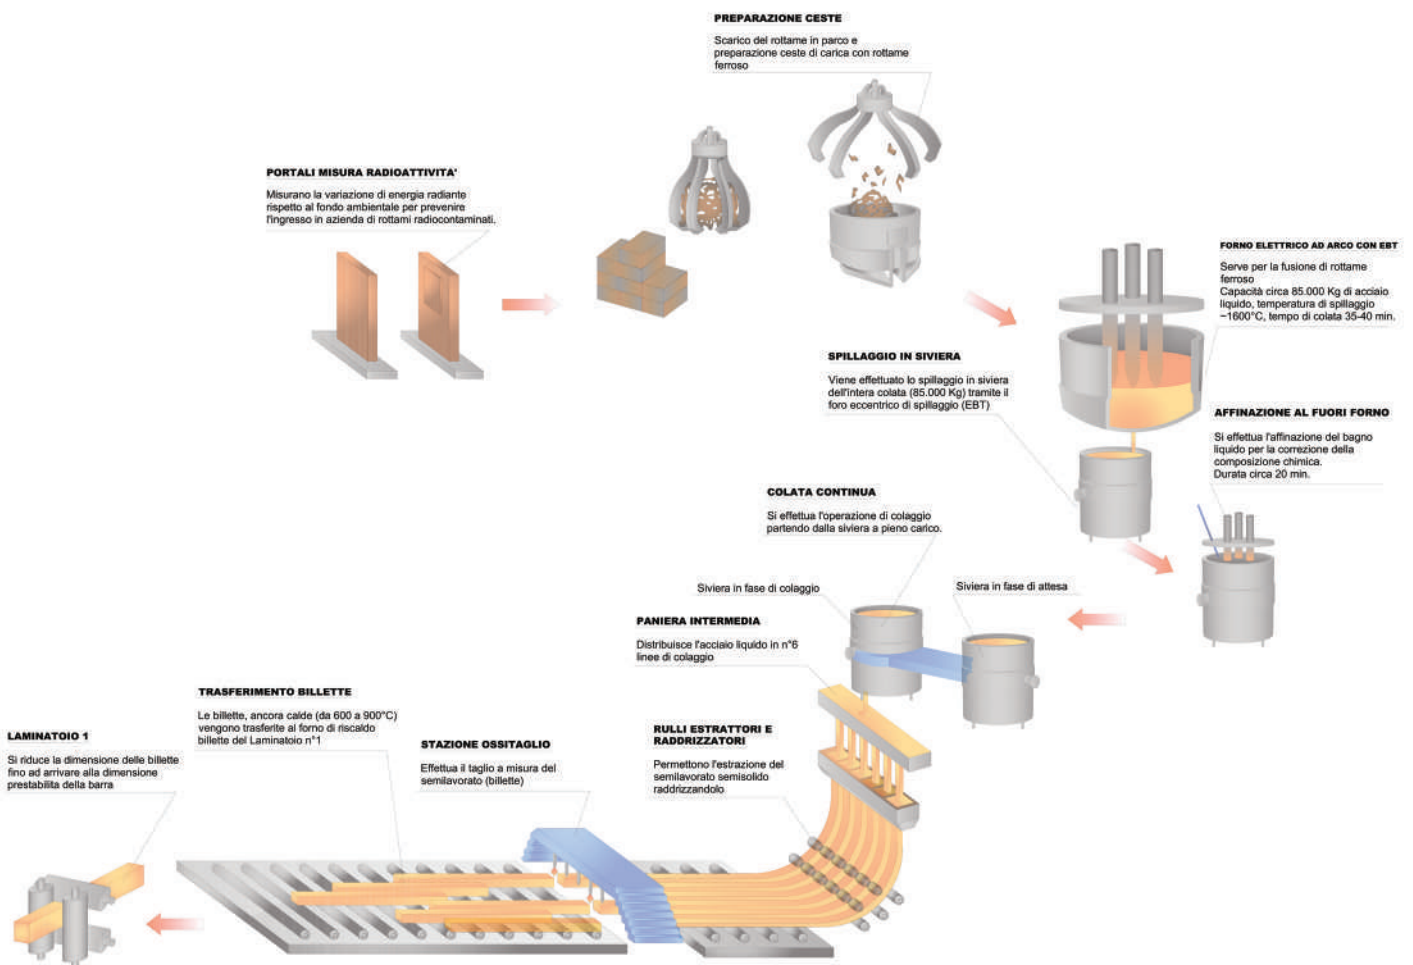 PREPARAZIONE CESTE
Scarico del rottame in parco e
preparazione ceste di carica con rottame
ferroso
PORTALI MISURA RADIOATTIVITA'
Misurano la variazione di energia radiante
rispetto al fondo ambientale per prevenire
l'ingresso in azienda di rottami radiocontaminati.
FORNO ELETTRICO AD ARCO CON EBT
Serve per la fusione di rottame
ferroso
Capacità circa 85.000 Kg di acciaio
liquido, temperatura di spillaggio
~1600°C, tempo di colata 35-40 min.
SPILLAGGIO IN SIVIERA
Viene effettuato lo spillaggio in siviera
dell'intera colata (85.000 Kg) tramite il
foro eccentrico di spillaggio (EBT)
AFFINAZIONE AL FUORI FORNO
Si effettua l'affinazione del bagno
liquido per la correzione della
composizione chimica.
Durata circa 20 min.
COLATA CONTINUA
Si effettua l'operazione di colaggio
partendo dalla siviera a pieno carico.
Siviera in fase di colaggio
Siviera in fase di attesa
PANIERA INTERMEDIA
Distribuisce l'acciaio liquido in n°6
linee di colaggio
RULLI ESTRATTORI E
RADDRIZZATORI
Permettono l'estrazione del
semilavorato semisolido
raddrizzandolo
STAZIONE OSSITAGLIO
Effettua il taglio a misura del
semilavorato (billette)
TRASFERIMENTO BILLETTE
Le billette, ancora calde (da 600 a 900°C)
vengono trasferite al forno di riscaldo
billette del Laminatoio n°1
LAMINATOIO 1
Si riduce la dimensione delle billette
fino ad arrivare alla dimensione
prestabilita della barra